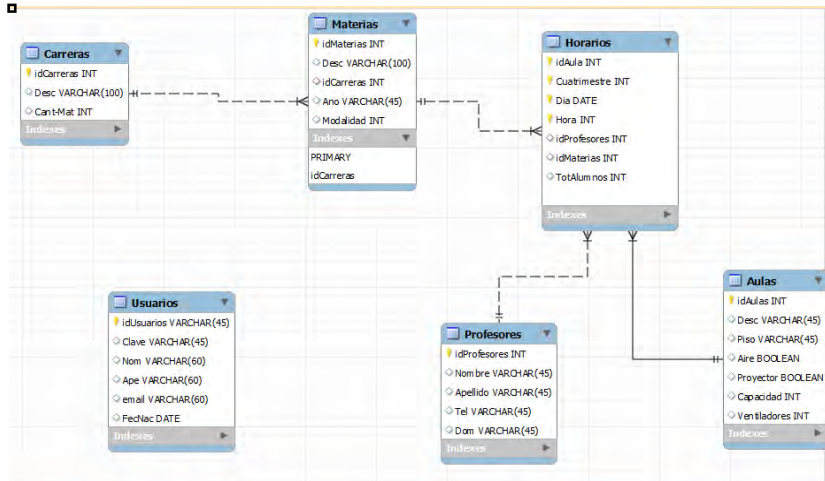 Carreras
idCarreras INT
Desc VARCHAR(100)
Cant-Mat INT
Indexes
Materias
idMaterias INT
Desc VARCHAR(100)
idCarreras INT
Ano VARCHAR(45)
Modalidad INT
Indexes
PRIMARY
idCarreras
Horarios
idAula INT
Cuatrimestre INT
Dia DATE
Hora INT
idProfesores INT
idMaterias INT
TotAlumnos INT
Indexes
Usuarios
idUsuarios VARCHAR(45)
Clave VARCHAR(45)
Nom VARCHAR(60)
Ape VARCHAR(60)
email VARCHAR(60)
FecNac DATE
Indexes
Profesores
idProfesores INT
Nombre VARCHAR(45)
Apellido VARCHAR(45)
Tel VARCHAR(45)
Dom VARCHAR(45)
Indexes
Aulas
idAulas INT
Desc VARCHAR(45)
Piso VARCHAR(45)
Aire BOOLEAN
Proyector BOOLEAN
Capacidad INT
Ventiladores INT
Indexes